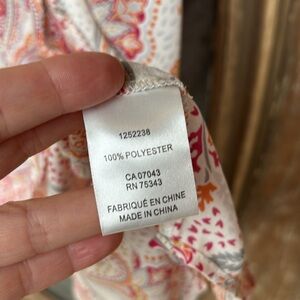 1252238
100% POLYESTER
CA 07043
RN 75343
FABRIQUÉ EN CHINE
MADE IN CHINA